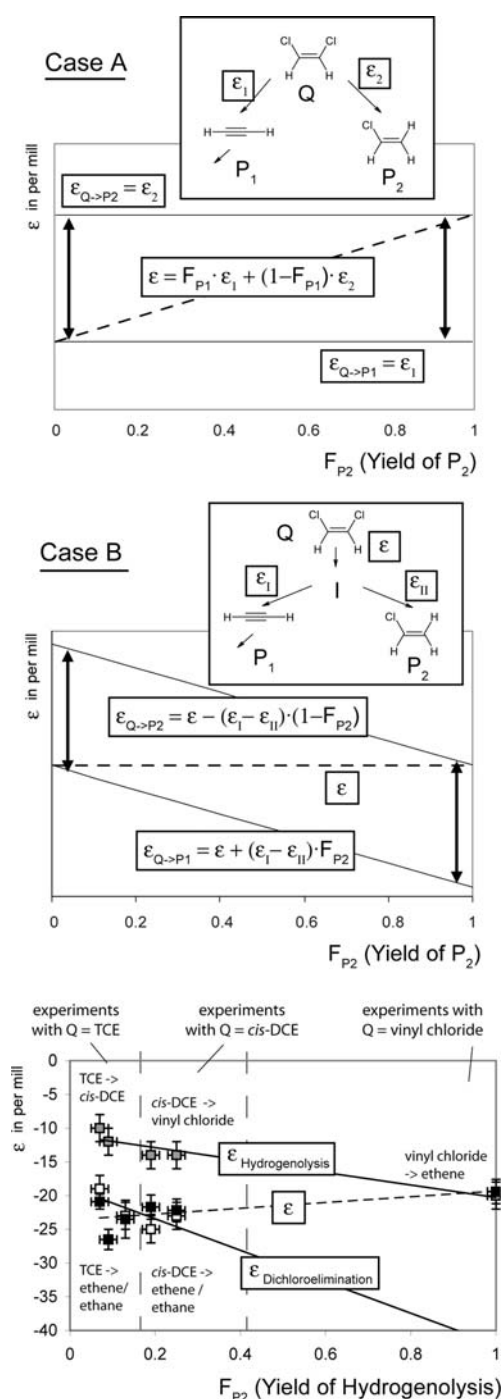 Case A
Cl Cl
H H
Q
ε1
ε2
H H
P1
Cl H
H H
P2
ε in per mill
εQ->P2 = ε2
ε = FP1· ε1 + (1–FP1)· ε2
εQ->P1 = ε1
0 0.2 0.4 0.6 0.8 1
FP2 (Yield of P2)
Case B
Q
Cl Cl
H H
ε
I
εI
εII
H H
P1
Cl H
H H
P2
ε in per mill
εQ->P2 = ε – (εI– εII)·(1–FP2)
ε
εQ->P1 = ε + (εI– εII)·FP2
0 0.2 0.4 0.6 0.8 1
FP2 (Yield of P2)
experiments
with Q = TCE
experiments
with Q = cis-DCE
experiments with
Q = vinyl chloride
ε in per mill
0
-5
-10
-15
-20
-25
-30
-35
-40
TCE ->
cis-DCE
cis-DCE ->
vinyl chloride
εHydrogenolysis
vinyl chloride
-> ethene
ε
εDichloroelimination
TCE ->
ethene/
ethane
cis-DCE ->
ethene /
ethane
0 0.2 0.4 0.6 0.8 1
FP2 (Yield of Hydrogenolysis)